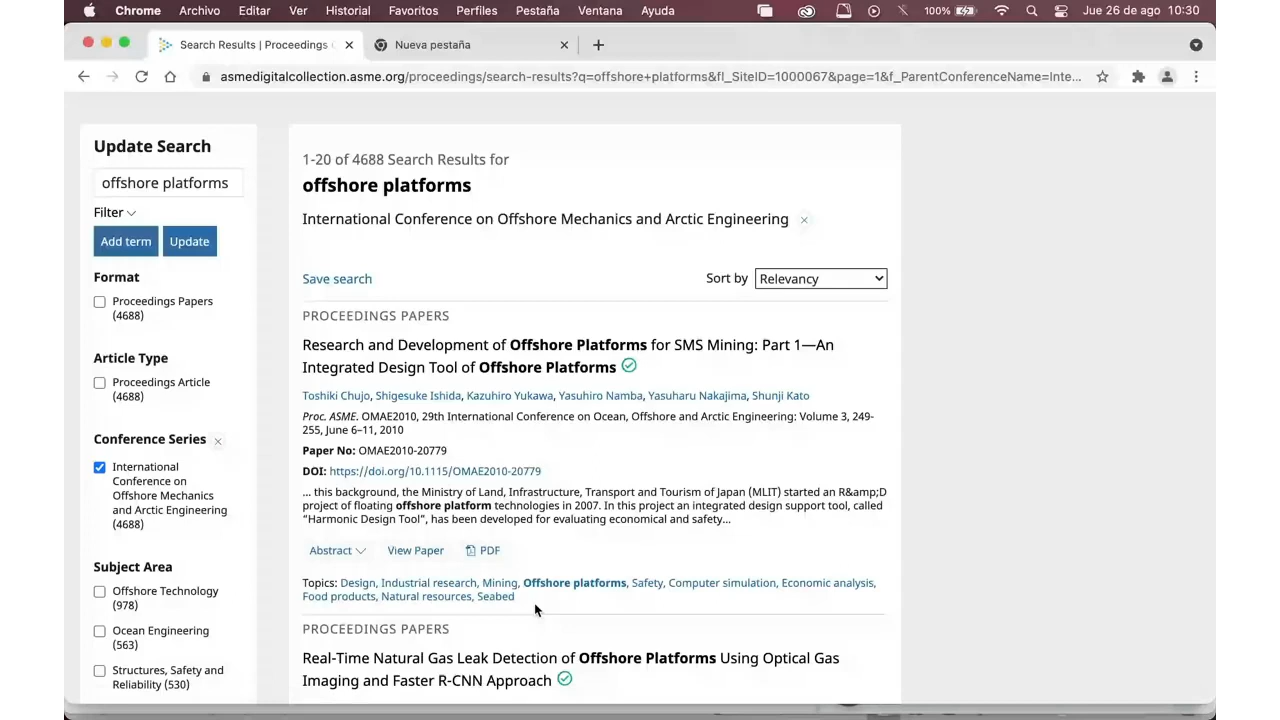 Chrome Archivo Editar Ver Historial Favoritos Perfiles Pestaña Ventana Ayuda 100% Jue 26 de ago 10:30
Search Results | Proceedings Nueva pestaña
asmedigitalcollection.asme.org/proceedings/search-results?q=offshore+platforms&fl_SiteID=1000067&page=1&f_ParentConferenceName=Inte...
Update Search
offshore platforms
Filter
Add term Update
Format
Proceedings Papers
(4688)
Article Type
Proceedings Article
(4688)
Conference Series
International
Conference on
Offshore Mechanics
and Arctic Engineering
(4688)
Subject Area
Offshore Technology
(978)
Ocean Engineering
(563)
Structures, Safety and
Reliability (530)
1-20 of 4688 Search Results for
offshore platforms
International Conference on Offshore Mechanics and Arctic Engineering
Save search Sort by Relevancy
PROCEEDINGS PAPERS
Research and Development of Offshore Platforms for SMS Mining: Part 1—An
Integrated Design Tool of Offshore Platforms
Toshiki Chujo, Shigesuke Ishida, Kazuhiro Yukawa, Yasuhiro Namba, Yasuharu Nakajima, Shunji Kato
Proc. ASME. OMAE2010, 29th International Conference on Ocean, Offshore and Arctic Engineering: Volume 3, 249-
255, June 6–11, 2010
Paper No: OMAE2010-20779
DOI: https://doi.org/10.1115/OMAE2010-20779
... this background, the Ministry of Land, Infrastructure, Transport and Tourism of Japan (MLIT) started an R&amp;D
project of floating offshore platform technologies in 2007. In this project an integrated design support tool, called
“Harmonic Design Tool”, has been developed for evaluating economical and safety...
Abstract View Paper PDF
Topics: Design, Industrial research, Mining, Offshore platforms, Safety, Computer simulation, Economic analysis,
Food products, Natural resources, Seabed
PROCEEDINGS PAPERS
Real-Time Natural Gas Leak Detection of Offshore Platforms Using Optical Gas
Imaging and Faster R-CNN Approach